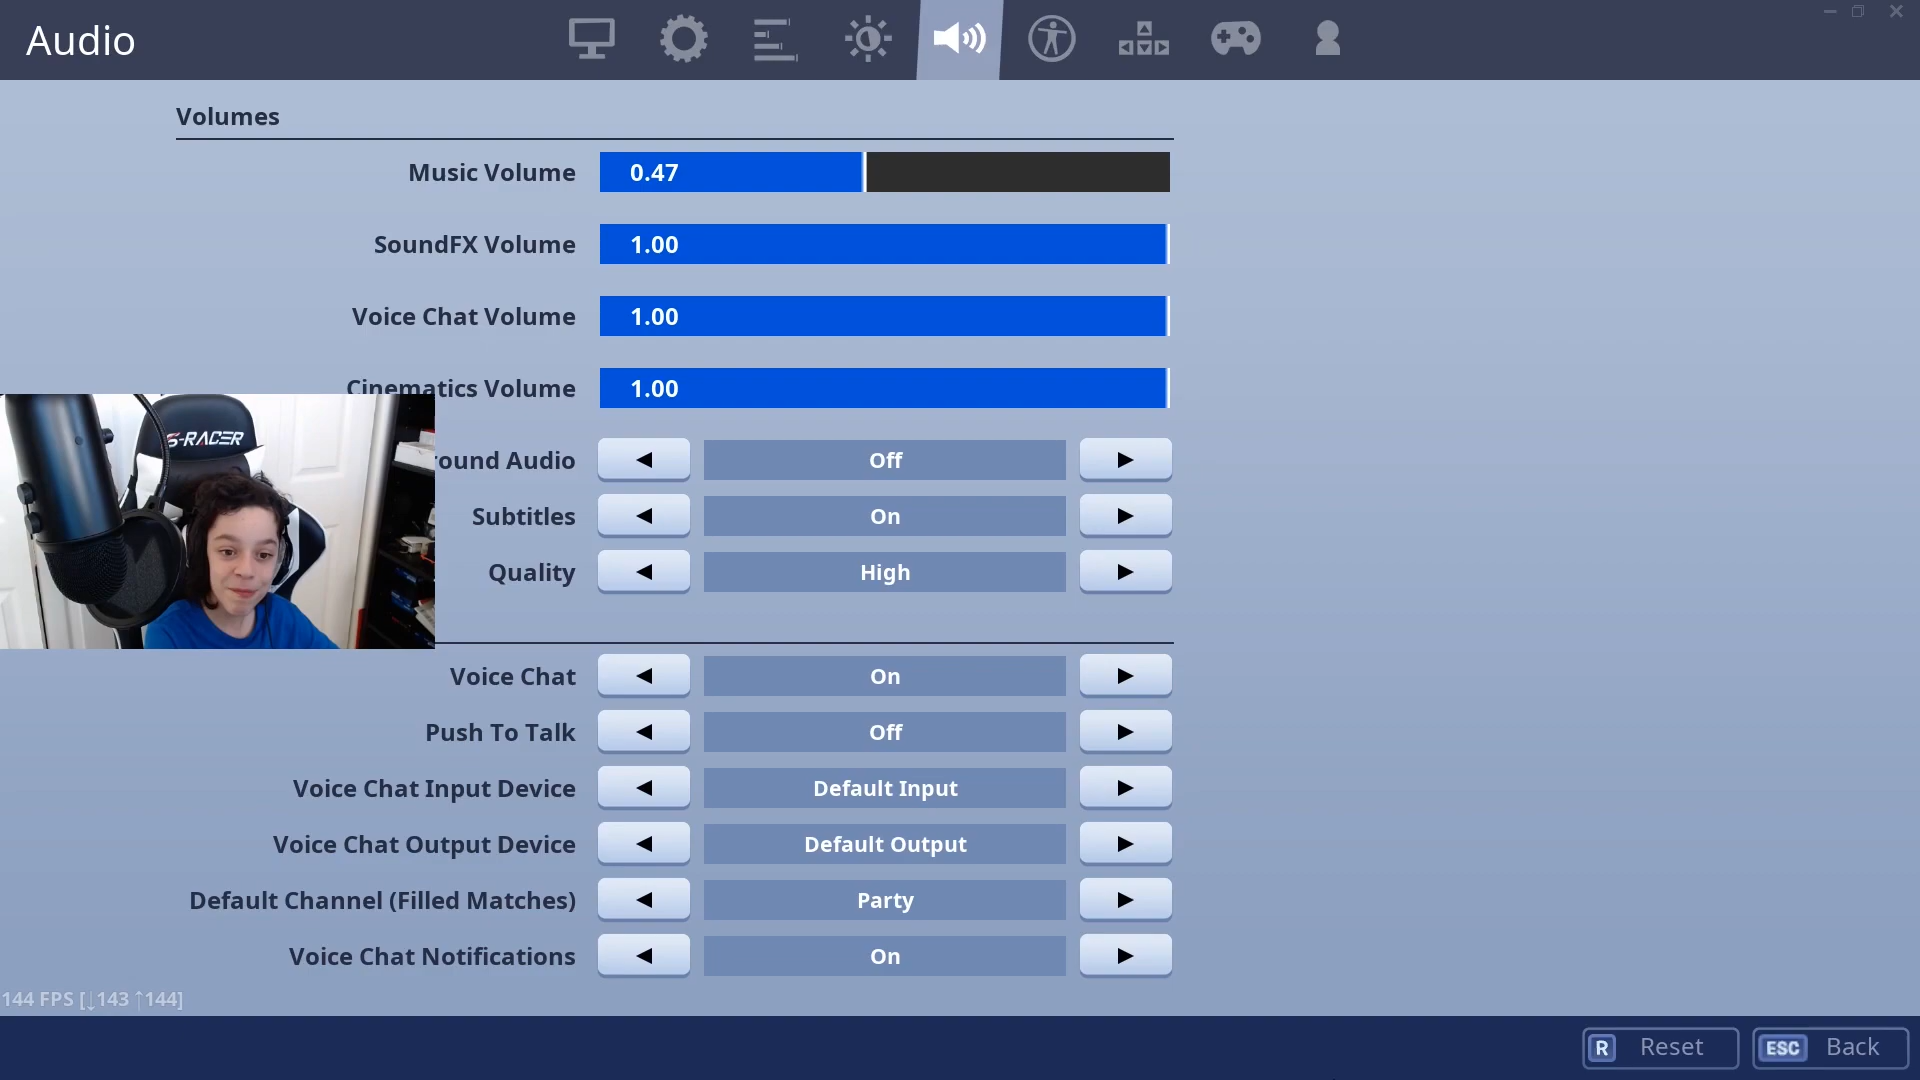 Audio
Volumes
Music Volume 0.47
SoundFX Volume 1.00
Voice Chat Volume 1.00
Cinematics Volume 1.00
S-RACER
ound Audio Off
Subtitles On
Quality High
Voice Chat On
Push To Talk Off
Voice Chat Input Device Default Input
Voice Chat Output Device Default Output
Default Channel (Filled Matches) Party
Voice Chat Notifications On
144 FPS [↓143 ↑144]
R Reset ESC Back